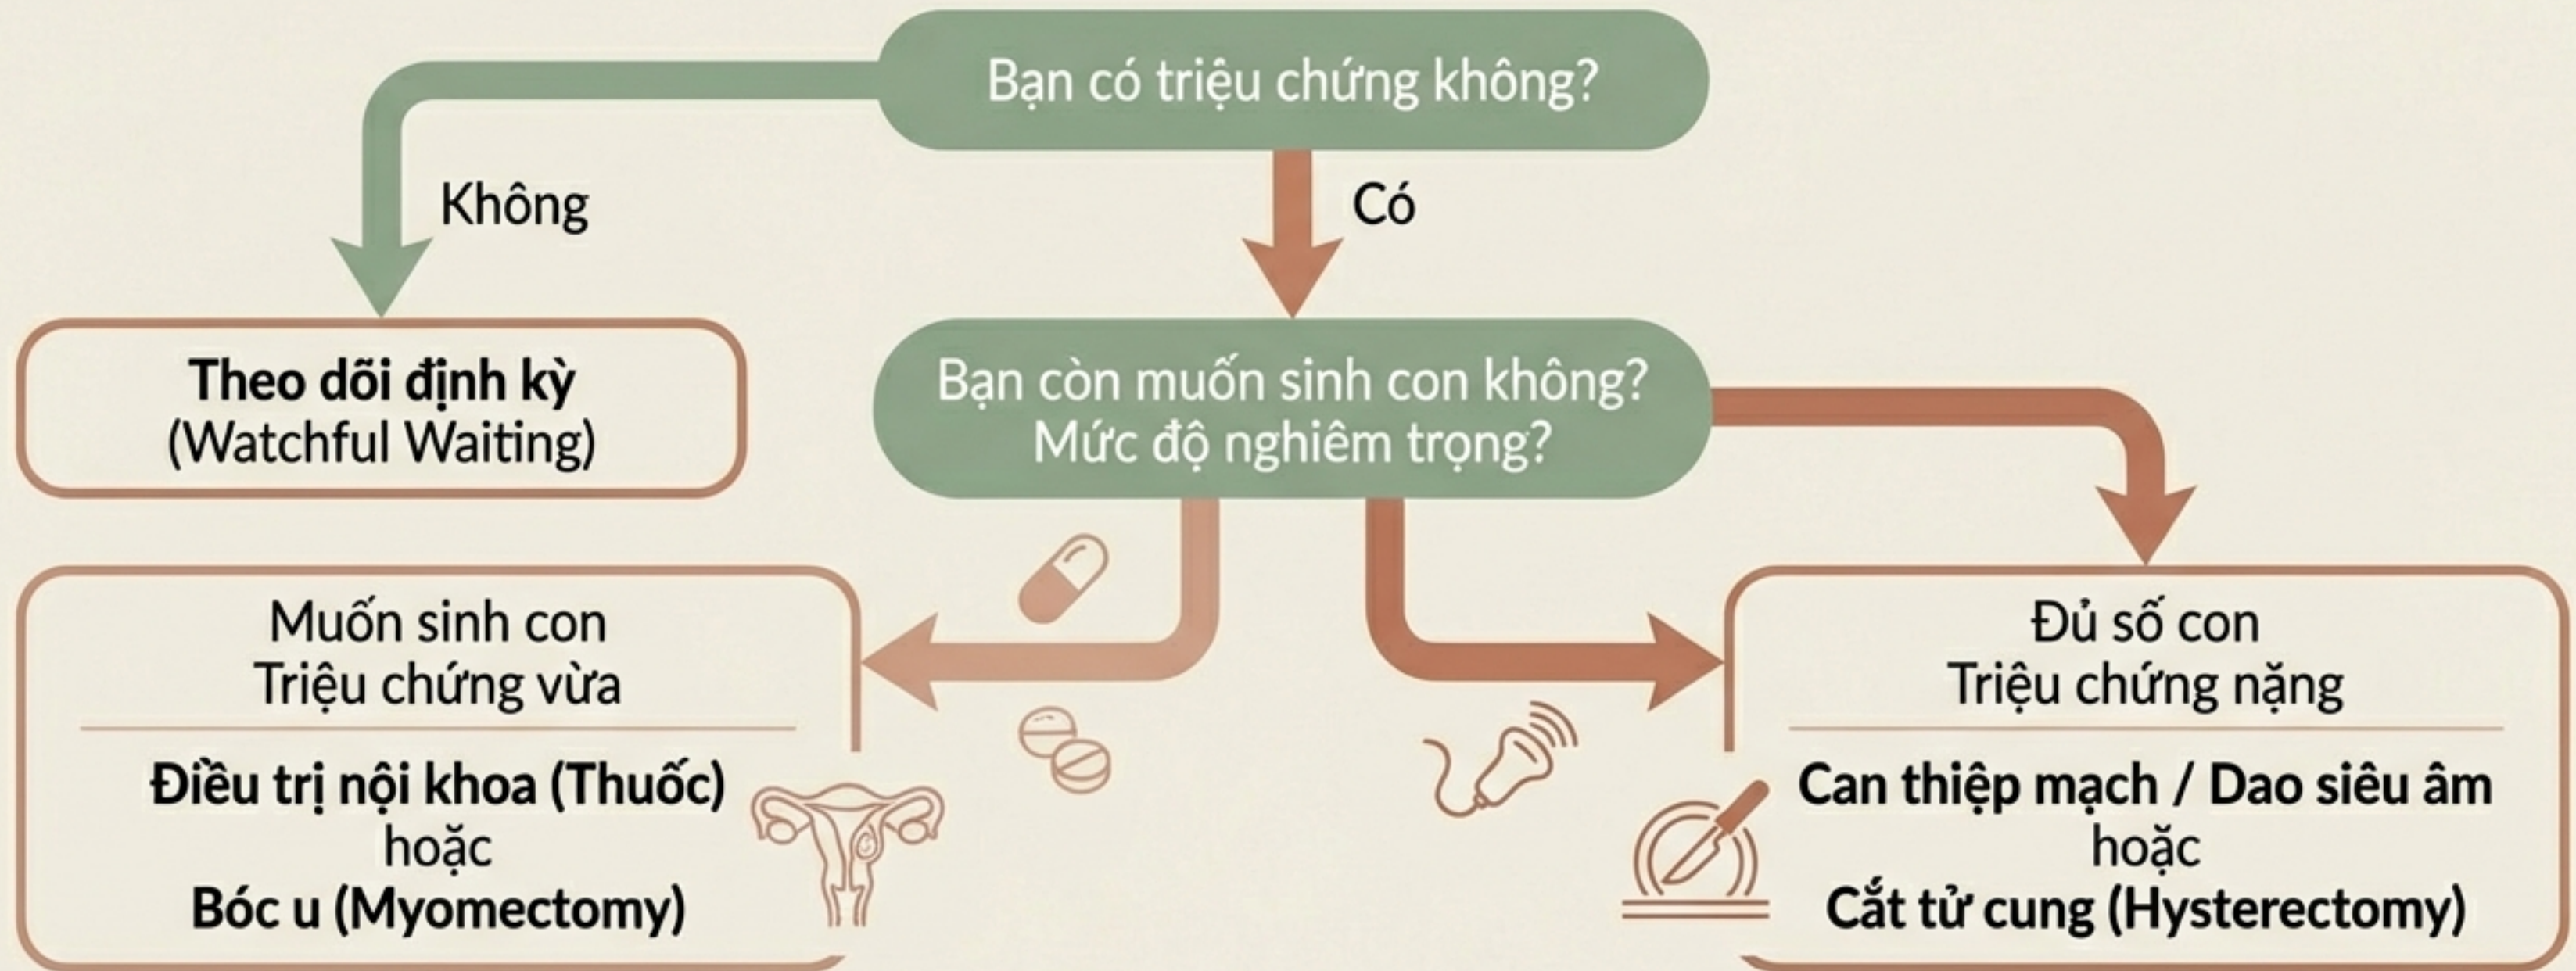 Bạn có triệu chứng không?
Không
Có
Theo dõi định kỳ
(Watchful Waiting)
Bạn còn muốn sinh con không?
Mức độ nghiêm trọng?
Muốn sinh con
Triệu chứng vừa
Điều trị nội khoa (Thuốc)
hoặc
Bóc u (Myomectomy)
Đủ số con
Triệu chứng nặng
Can thiệp mạch / Dao siêu âm
hoặc
Cắt tử cung (Hysterectomy)